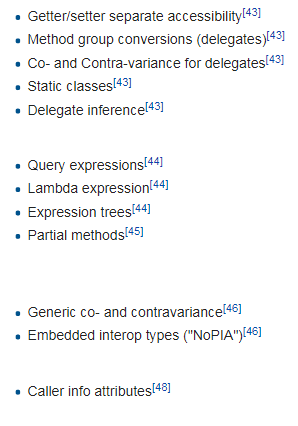 Getter/setter separate accessibility[43]
Method group conversions (delegates)[43]
Co- and Contra-variance for delegates[43]
Static classes[43]
Delegate inference[43]
Query expressions[44]
Lambda expression[44]
Expression trees[44]
Partial methods[45]
Generic co- and contravariance[46]
Embedded interop types ("NoPIA")[46]
Caller info attributes[48]